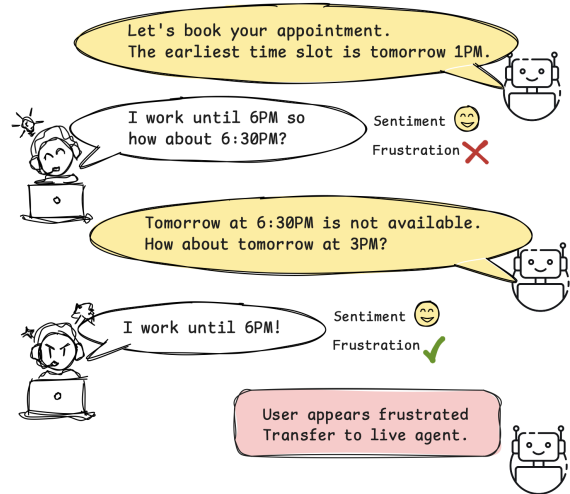 Let's book your appointment.
The earliest time slot is tomorrow 1PM.
I work until 6PM so
how about 6:30PM?
Sentiment
Frustration
Tomorrow at 6:30PM is not available.
How about tomorrow at 3PM?
I work until 6PM!
Sentiment
Frustration
User appears frustrated
Transfer to live agent.